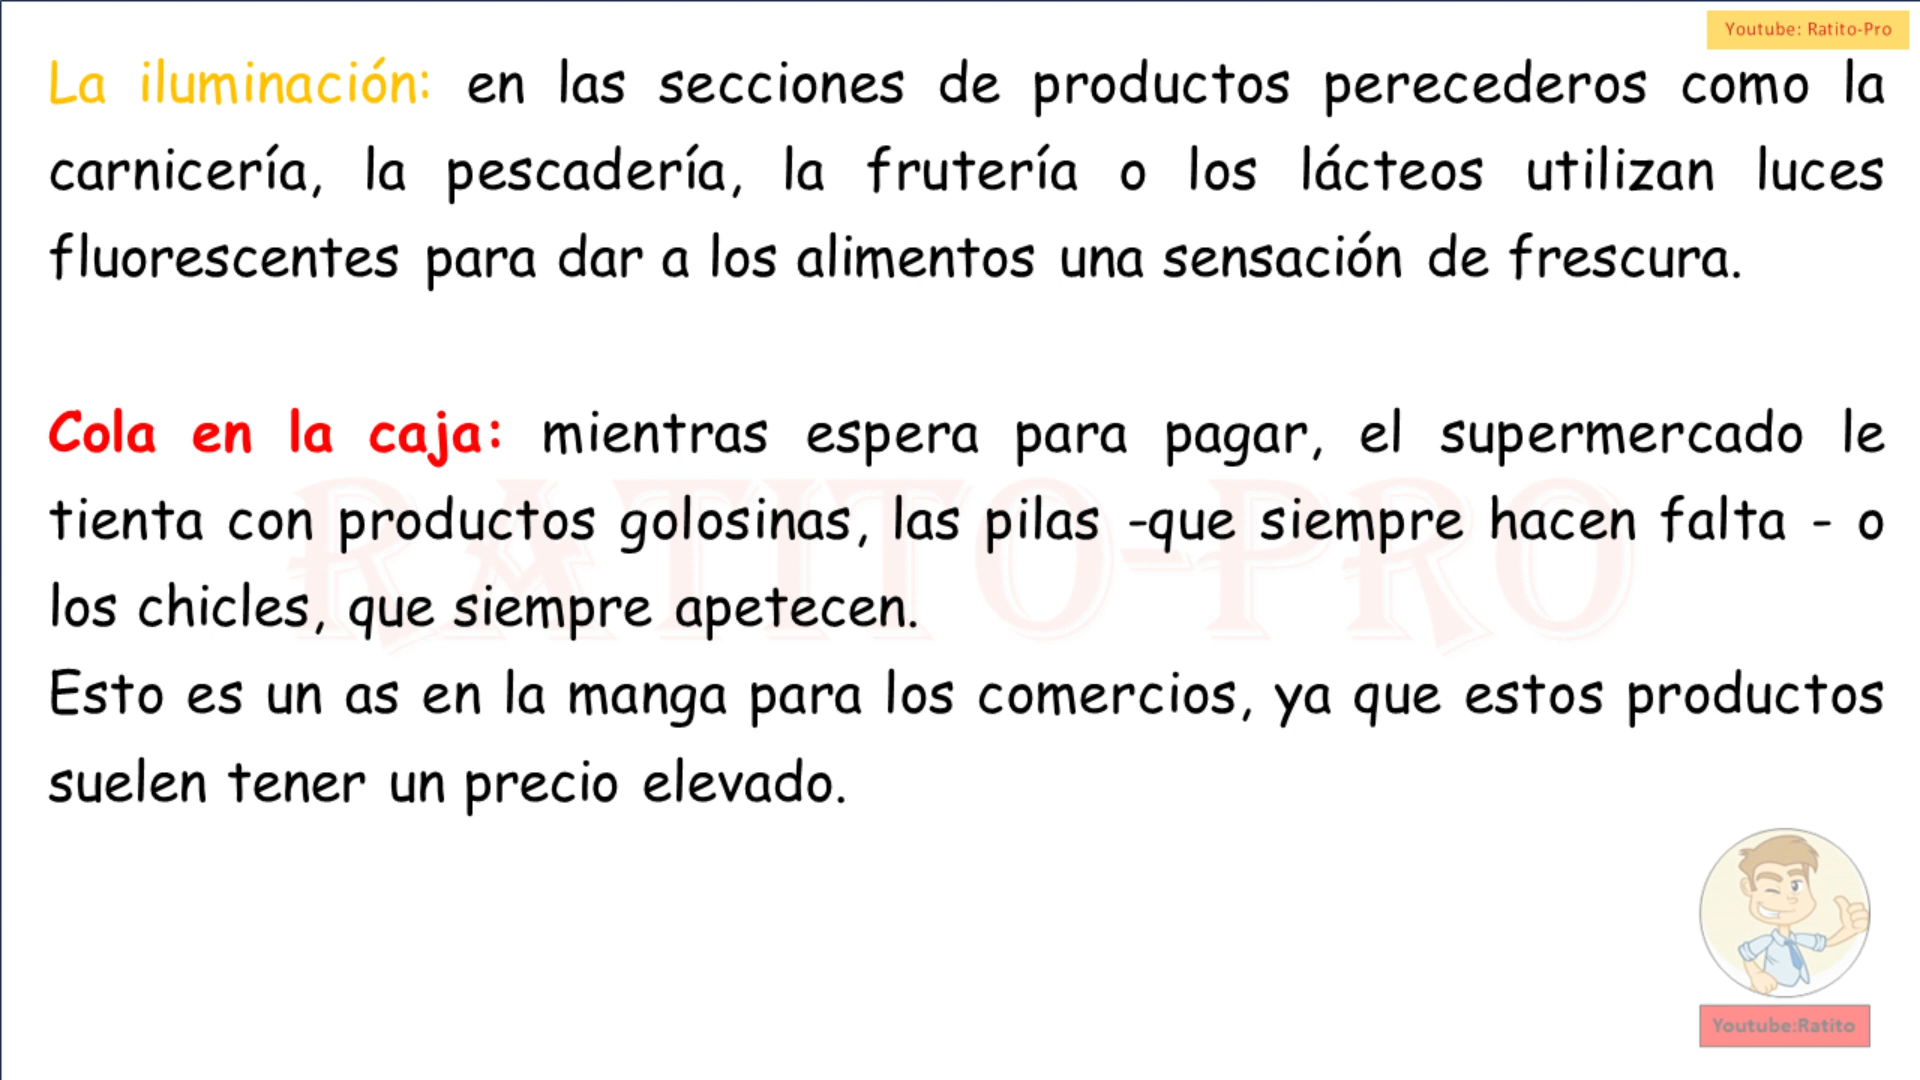 Youtube: Ratito-Pro
La iluminación: en las secciones de productos perecederos como la
carnicería, la pescadería, la frutería o los lácteos utilizan luces
fluorescentes para dar a los alimentos una sensación de frescura.
Cola en la caja: mientras espera para pagar, el supermercado le
tienta con productos golosinas, las pilas -que siempre hacen falta - o
los chicles, que siempre apetecen.
RATITO-PRO
Esto es un as en la manga para los comercios, ya que estos productos
suelen tener un precio elevado.
Youtube:Ratito